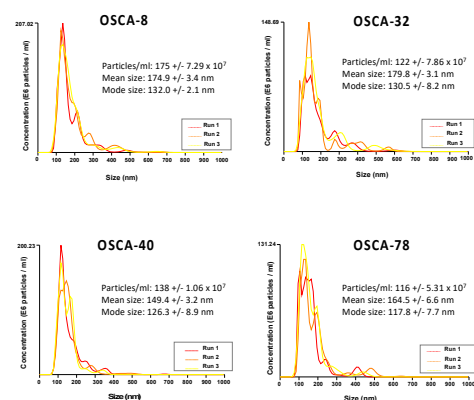 OSCA-8
207.02
Concentration (E6 particles / ml)
Particles/ml: 175 +/- 7.29 x 10⁷
Mean size: 174.9 +/- 3.4 nm
Mode size: 132.0 +/- 2.1 nm
Run 1
Run 2
Run 3
0 100 200 300 400 500 600 700 800 900 1000
Size (nm)
OSCA-32
148.69
Concentration (E6 particles / ml)
Particles/ml: 122 +/- 7.86 x 10⁷
Mean size: 179.8 +/- 3.1 nm
Mode size: 130.5 +/- 8.2 nm
Run 1
Run 2
Run 3
0 100 200 300 400 500 600 700 800 900 1000
Size (nm)
OSCA-40
200.23
Concentration (E6 particles / ml)
Particles/ml: 138 +/- 1.06 x 10⁷
Mean size: 149.4 +/- 3.2 nm
Mode size: 126.3 +/- 8.9 nm
Run 1
Run 2
Run 3
0 100 200 300 400 500 600 700 800 900 1000
Size (nm)
OSCA-78
131.24
Concentration (E6 particles / ml)
Particles/ml: 116 +/- 5.31 x 10⁷
Mean size: 164.5 +/- 6.6 nm
Mode size: 117.8 +/- 7.7 nm
Run 1
Run 2
Run 3
0 100 200 300 400 500 600 700 800 900 1000
Size (nm)